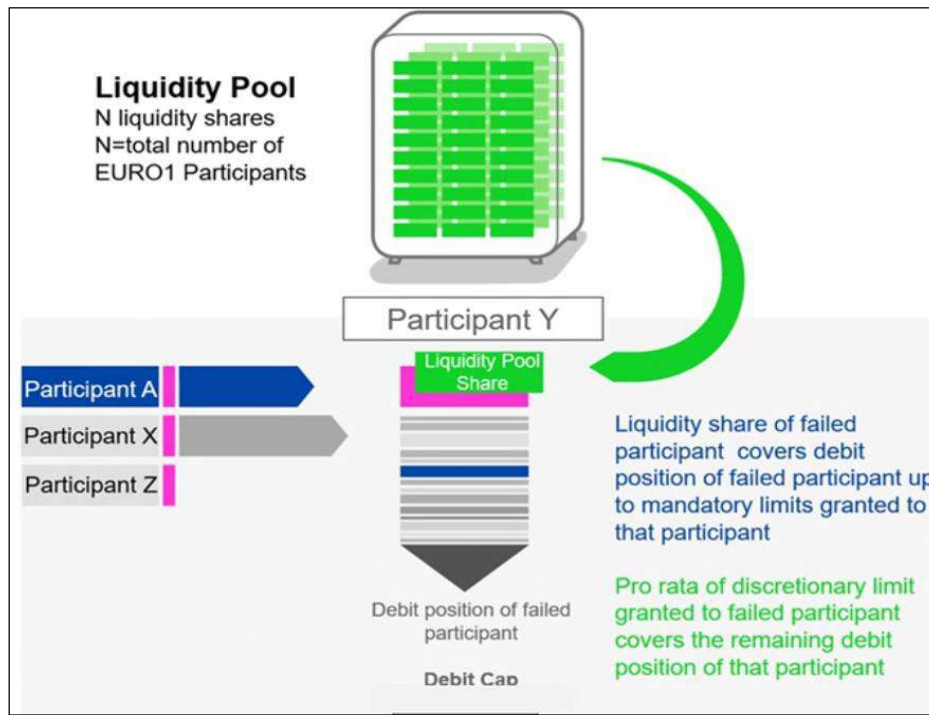 Liquidity Pool
N liquidity shares
N=total number of
EURO1 Participants
Participant Y
Liquidity Pool
Share
Participant A
Participant X
Participant Z
Liquidity share of failed
participant covers debit
position of failed participant up
to mandatory limits granted to
that participant
Pro rata of discretionary limit
granted to failed participant
covers the remaining debit
position of that participant
Debit position of failed
participant
Debit Cap